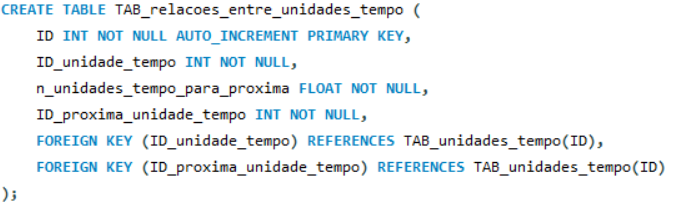 CREATE TABLE TAB_relacoes_entre_unidades_tempo (
ID INT NOT NULL AUTO_INCREMENT PRIMARY KEY,
ID_unidade_tempo INT NOT NULL,
n_unidades_tempo_para_proxima FLOAT NOT NULL,
ID_proxima_unidade_tempo INT NOT NULL,
FOREIGN KEY (ID_unidade_tempo) REFERENCES TAB_unidades_tempo(ID),
FOREIGN KEY (ID_proxima_unidade_tempo) REFERENCES TAB_unidades_tempo(ID)
);